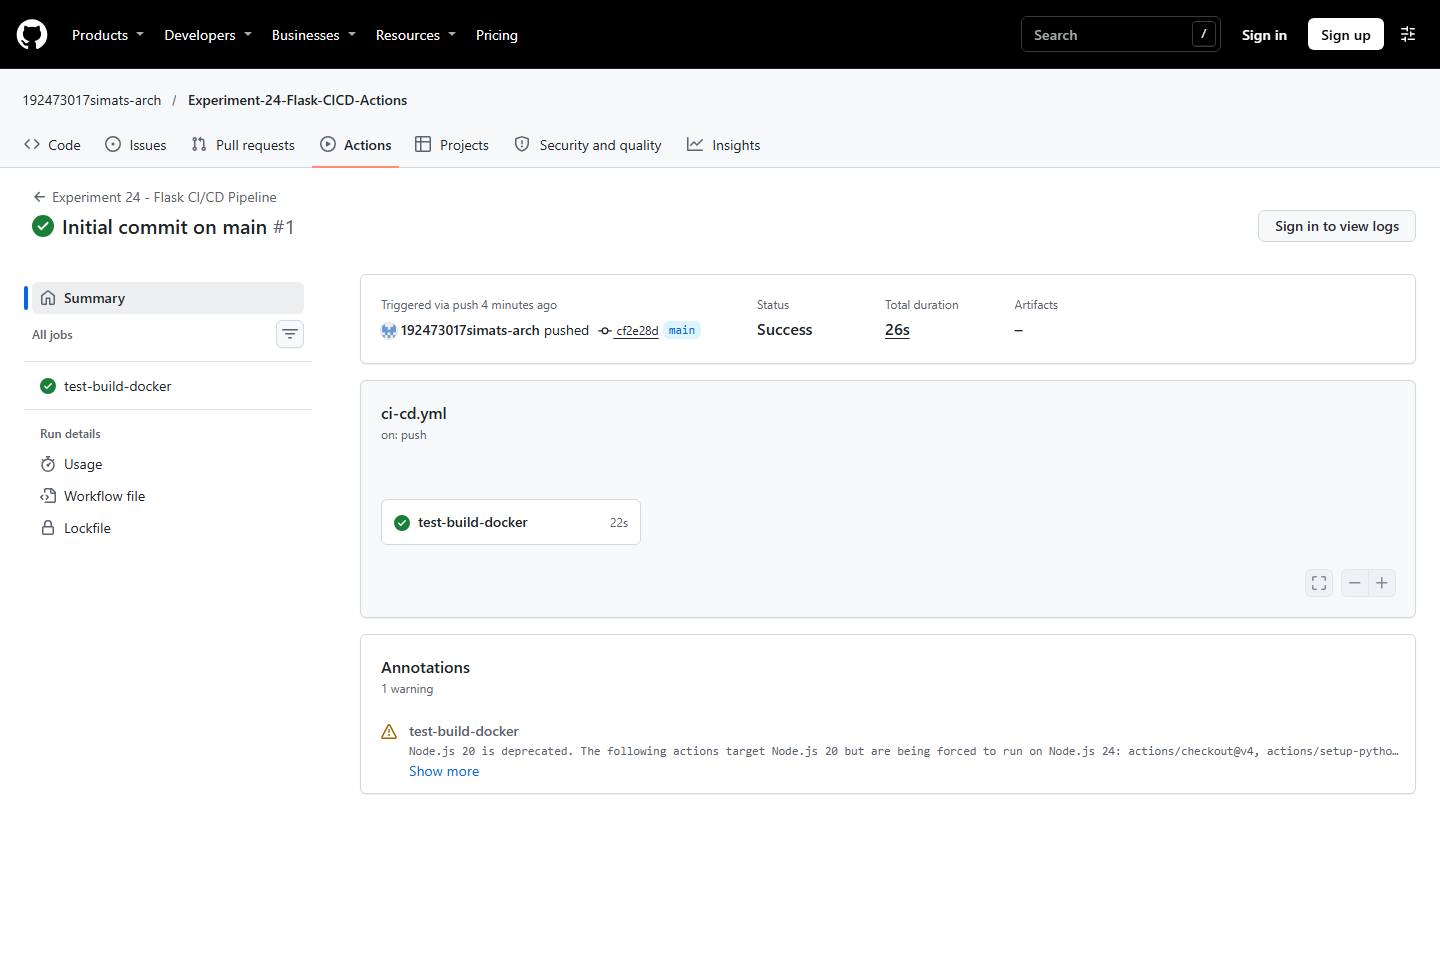 Products Developers Businesses Resources Pricing Search / Sign in Sign up
192473017simats-arch / Experiment-24-Flask-CICD-Actions
Code Issues Pull requests Actions Projects Security and quality Insights
Experiment 24 - Flask CI/CD Pipeline
Initial commit on main #1
Sign in to view logs
Summary
All jobs
test-build-docker
Run details
Usage
Workflow file
Lockfile
Triggered via push 4 minutes ago Status Total duration Artifacts
192473017simats-arch pushed cf2e28d main Success 26s –
ci-cd.yml
on: push
test-build-docker 22s
Annotations
1 warning
test-build-docker
Node.js 20 is deprecated. The following actions target Node.js 20 but are being forced to run on Node.js 24: actions/checkout@v4, actions/setup-pytho…
Show more